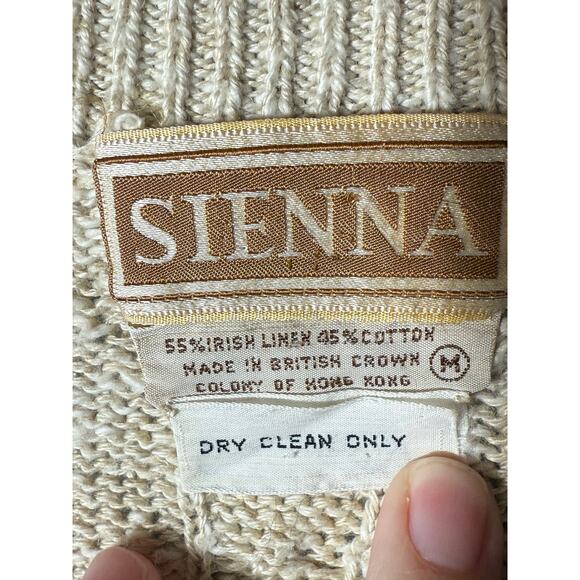 SIENNA
55% IRISH LINEN 45% COTTON
MADE IN BRITISH CROWN
COLONY OF HONG KONG
M
DRY CLEAN ONLY